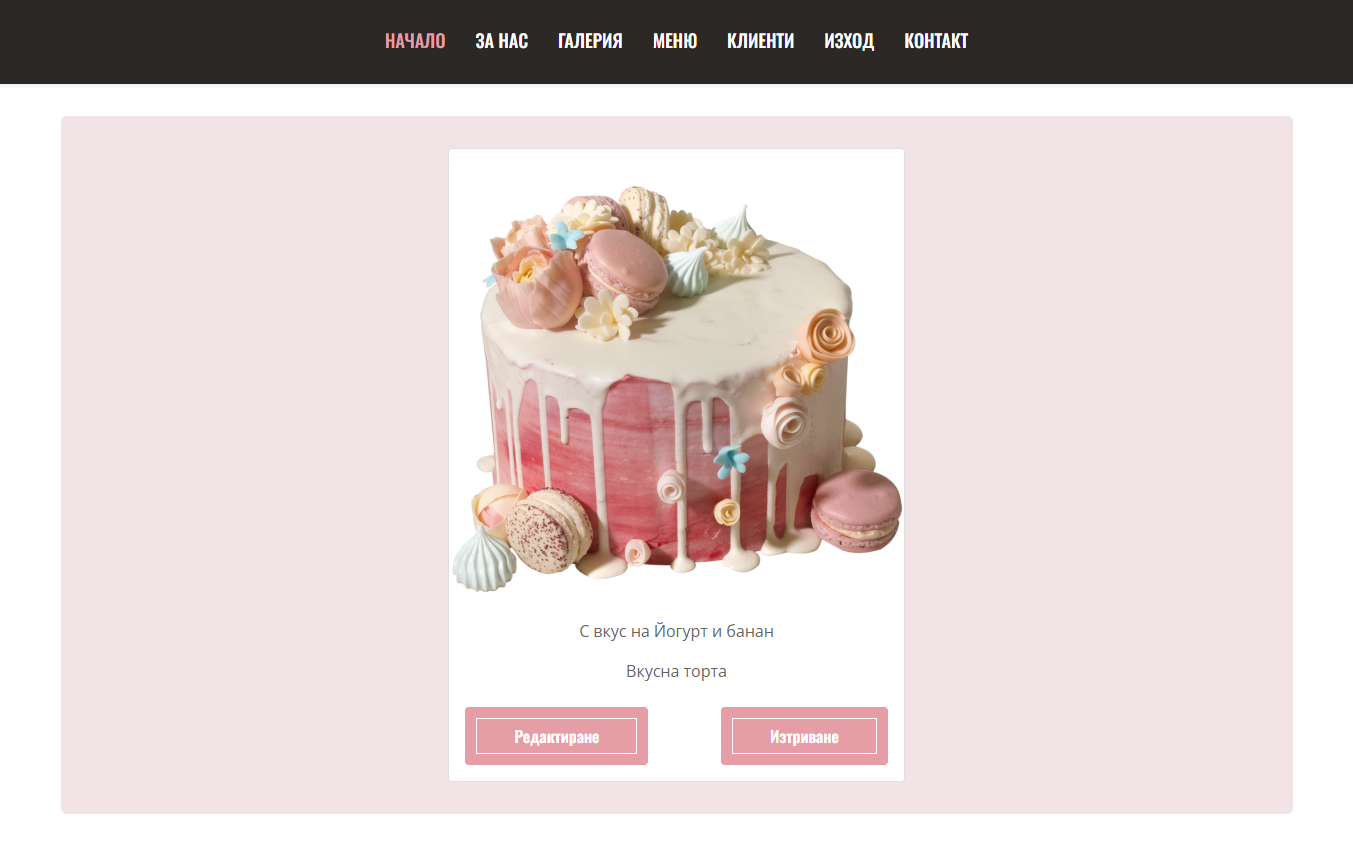 НАЧАЛО ЗА НАС ГАЛЕРИЯ МЕНЮ КЛИЕНТИ ИЗХОД КОНТАКТ
С вкус на Йогурт и банан
Вкусна торта
Редактиране Изтриване